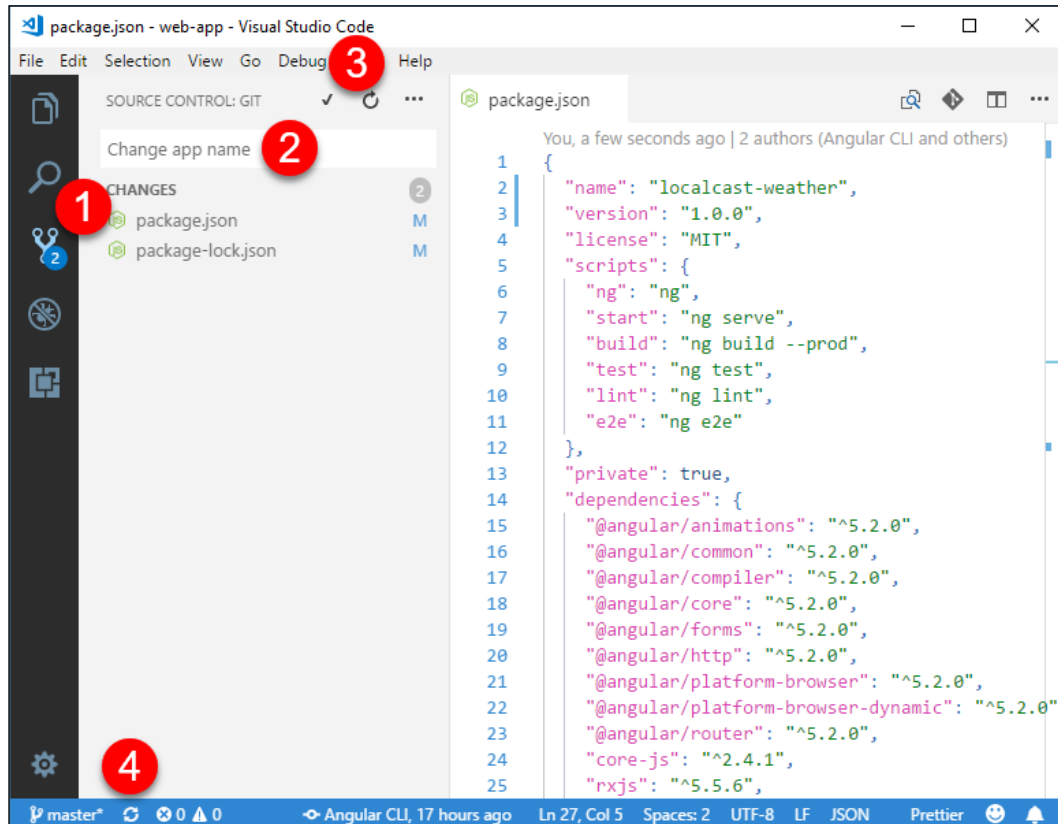 package.json - web-app - Visual Studio Code
File Edit Selection View Go Debug Help
3
SOURCE CONTROL: GIT
Change app name
2
CHANGES 2
1
package.json M
package-lock.json M
2
4
package.json
You, a few seconds ago | 2 authors (Angular CLI and others)
1 {
2 "name": "localcast-weather",
3 "version": "1.0.0",
4 "license": "MIT",
5 "scripts": {
6 "ng": "ng",
7 "start": "ng serve",
8 "build": "ng build --prod",
9 "test": "ng test",
10 "lint": "ng lint",
11 "e2e": "ng e2e"
12 },
13 "private": true,
14 "dependencies": {
15 "@angular/animations": "^5.2.0",
16 "@angular/common": "^5.2.0",
17 "@angular/compiler": "^5.2.0",
18 "@angular/core": "^5.2.0",
19 "@angular/forms": "^5.2.0",
20 "@angular/http": "^5.2.0",
21 "@angular/platform-browser": "^5.2.0",
22 "@angular/platform-browser-dynamic": "^5.2.0"
23 "@angular/router": "^5.2.0",
24 "core-js": "^2.4.1",
25 "rxjs": "^5.5.6",
master* 0 0 Angular CLI, 17 hours ago Ln 27, Col 5 Spaces: 2 UTF-8 LF JSON Prettier